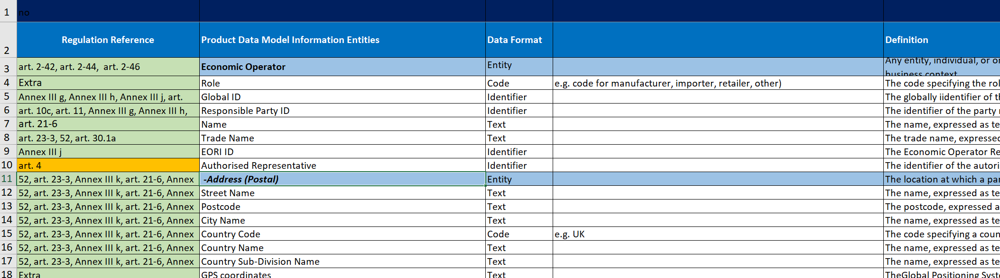 1 no
2 Regulation Reference Product Data Model Information Entities Data Format Definition
3 art. 2-42, art. 2-44, art. 2-46 Economic Operator Entity Any entity, individual, or
business context
4 Extra Role Code e.g. code for manufacturer, importer, retailer, other) The code specifying the
5 Annex III g, Annex III h, Annex III j, art. Global ID Identifier The globally iidentifier of
6 art. 10c, art. 11, Annex III g, Annex III h, Responsible Party ID Identifier The identifier of the party
7 art. 21-6 Name Text The name, expressed as
8 art. 23-3, 52, art. 30.1a Trade Name Text The trade name,
9 Annex III j EORI ID Identifier The Economic Operator
10 art. 4 Authorised Representative Identifier The identifier of the
11 52, art. 23-3, Annex III k, art. 21-6, Annex -Address (Postal) Entity The location at which a
12 52, art. 23-3, Annex III k, art. 21-6, Annex Street Name Text The name, expressed as
13 52, art. 23-3, Annex III k, art. 21-6, Annex Postcode Text The postcode, expressed
14 52, art. 23-3, Annex III k, art. 21-6, Annex City Name Text The name, expressed as
15 52, art. 23-3, Annex III k, art. 21-6, Annex Country Code Code e.g. UK The code specifying a
16 52, art. 23-3, Annex III k, art. 21-6, Annex Country Name Text The name, expressed as
17 52, art. 23-3, Annex III k, art. 21-6, Annex Country Sub-Division Name Text The name, expressed as
18 Extra GPS coordinates Text TheGlobal Positioning